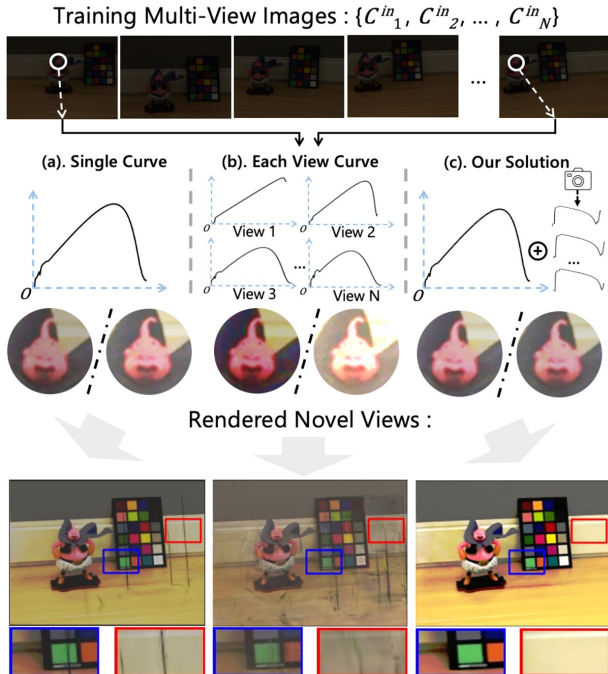 Training Multi-View Images : {C^in_1, C^in_2, ... , C^in_N}
...
(a). Single Curve
(b). Each View Curve
(c). Our Solution
View 1
View 2
...
...
View 3
View N
O
O
O
O
O
O
Rendered Novel Views :